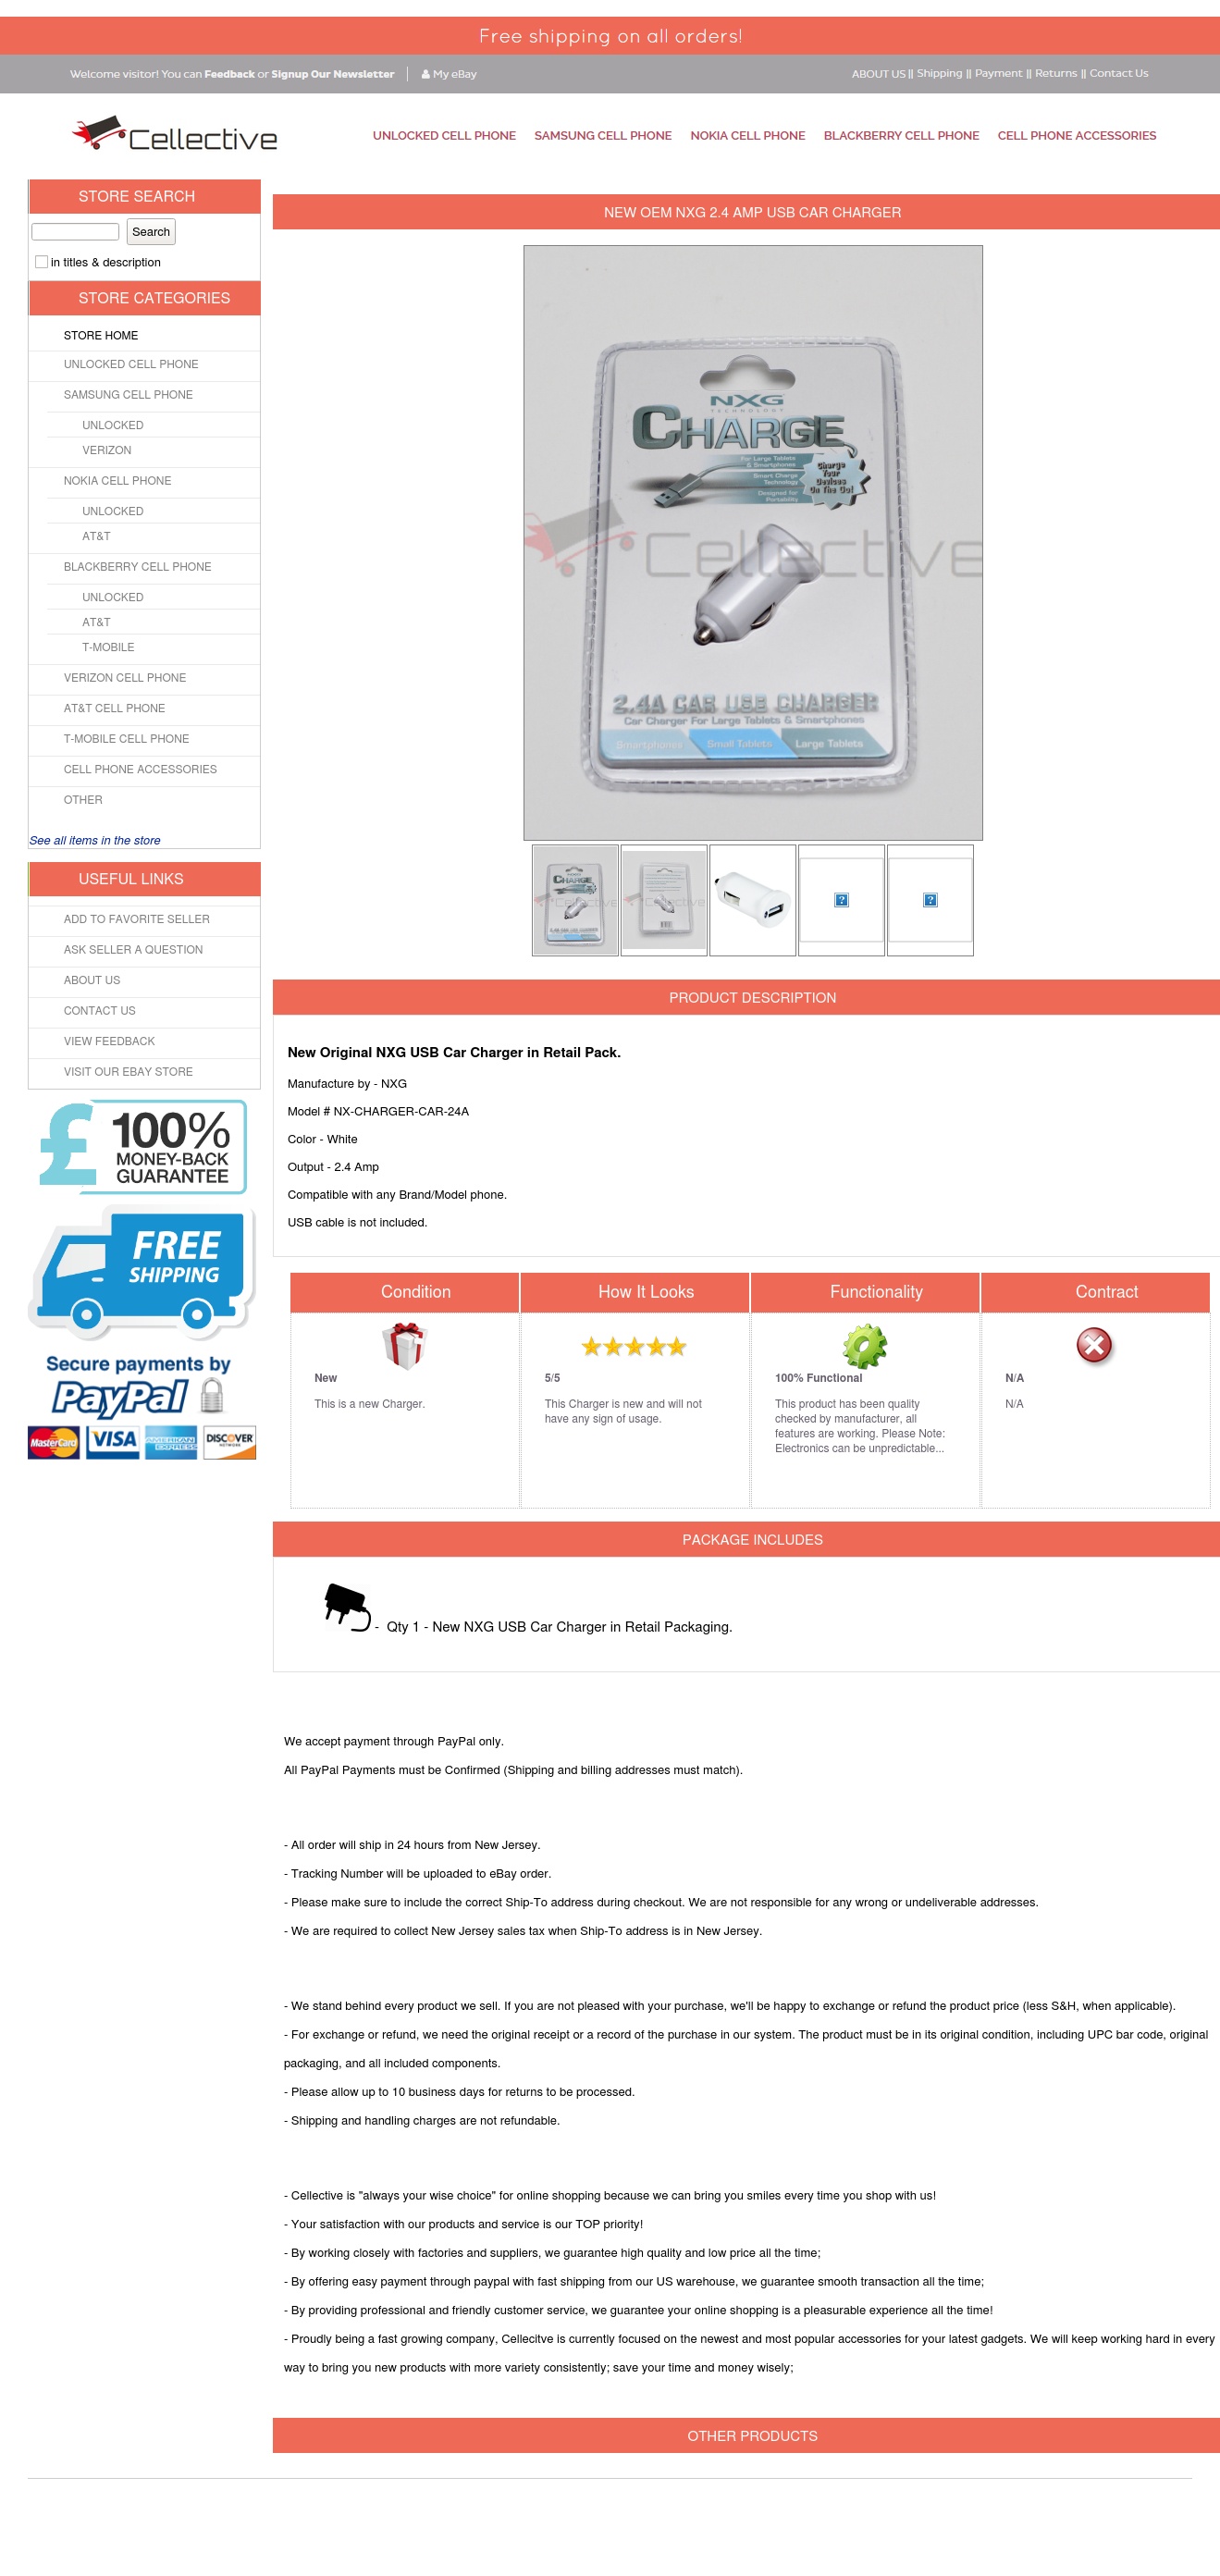 Free shipping on all orders!
Welcome visitor! You can Feedback or Signup Our Newsletter | My eBay
ABOUT US || Shipping || Payment || Returns || Contact Us
Cellective
UNLOCKED CELL PHONE SAMSUNG CELL PHONE NOKIA CELL PHONE BLACKBERRY CELL PHONE CELL PHONE ACCESSORIES
STORE SEARCH
Search
in titles & description
STORE CATEGORIES
STORE HOME
UNLOCKED CELL PHONE
SAMSUNG CELL PHONE
UNLOCKED
VERIZON
NOKIA CELL PHONE
UNLOCKED
AT&T
BLACKBERRY CELL PHONE
UNLOCKED
AT&T
T-MOBILE
VERIZON CELL PHONE
AT&T CELL PHONE
T-MOBILE CELL PHONE
CELL PHONE ACCESSORIES
OTHER
See all items in the store
USEFUL LINKS
ADD TO FAVORITE SELLER
ASK SELLER A QUESTION
ABOUT US
CONTACT US
VIEW FEEDBACK
VISIT OUR EBAY STORE
£ 100%
MONEY-BACK
GUARANTEE
FREE
SHIPPING
Secure payments by
PayPal
MasterCard VISA AMERICAN EXPRESS DISCOVER NETWORK
NEW OEM NXG 2.4 AMP USB CAR CHARGER
NXG
TECHNOLOGY
CHARGE
For Large Tablets
& Smartphones
Smart Charge
Technology
Designed for
Portability
Charge
Your
Devices
On The Go!
Cellective
2.4A CAR USB CHARGER
Car Charger For Large Tablets & Smartphones
Smartphones Small Tablets Large Tablets
PRODUCT DESCRIPTION
New Original NXG USB Car Charger in Retail Pack.
Manufacture by - NXG
Model # NX-CHARGER-CAR-24A
Color - White
Output - 2.4 Amp
Compatible with any Brand/Model phone.
USB cable is not included.
Condition
New
This is a new Charger.
How It Looks
5/5
This Charger is new and will not
have any sign of usage.
Functionality
100% Functional
This product has been quality
checked by manufacturer, all
features are working. Please Note:
Electronics can be unpredictable...
Contract
N/A
N/A
PACKAGE INCLUDES
- Qty 1 - New NXG USB Car Charger in Retail Packaging.
We accept payment through PayPal only.
All PayPal Payments must be Confirmed (Shipping and billing addresses must match).
- All order will ship in 24 hours from New Jersey.
- Tracking Number will be uploaded to eBay order.
- Please make sure to include the correct Ship-To address during checkout. We are not responsible for any wrong or undeliverable addresses.
- We are required to collect New Jersey sales tax when Ship-To address is in New Jersey.
- We stand behind every product we sell. If you are not pleased with your purchase, we'll be happy to exchange or refund the product price (less S&H, when applicable).
- For exchange or refund, we need the original receipt or a record of the purchase in our system. The product must be in its original condition, including UPC bar code, original
packaging, and all included components.
- Please allow up to 10 business days for returns to be processed.
- Shipping and handling charges are not refundable.
- Cellective is "always your wise choice" for online shopping because we can bring you smiles every time you shop with us!
- Your satisfaction with our products and service is our TOP priority!
- By working closely with factories and suppliers, we guarantee high quality and low price all the time;
- By offering easy payment through paypal with fast shipping from our US warehouse, we guarantee smooth transaction all the time;
- By providing professional and friendly customer service, we guarantee your online shopping is a pleasurable experience all the time!
- Proudly being a fast growing company, Cellecitve is currently focused on the newest and most popular accessories for your latest gadgets. We will keep working hard in every
way to bring you new products with more variety consistently; save your time and money wisely;
OTHER PRODUCTS